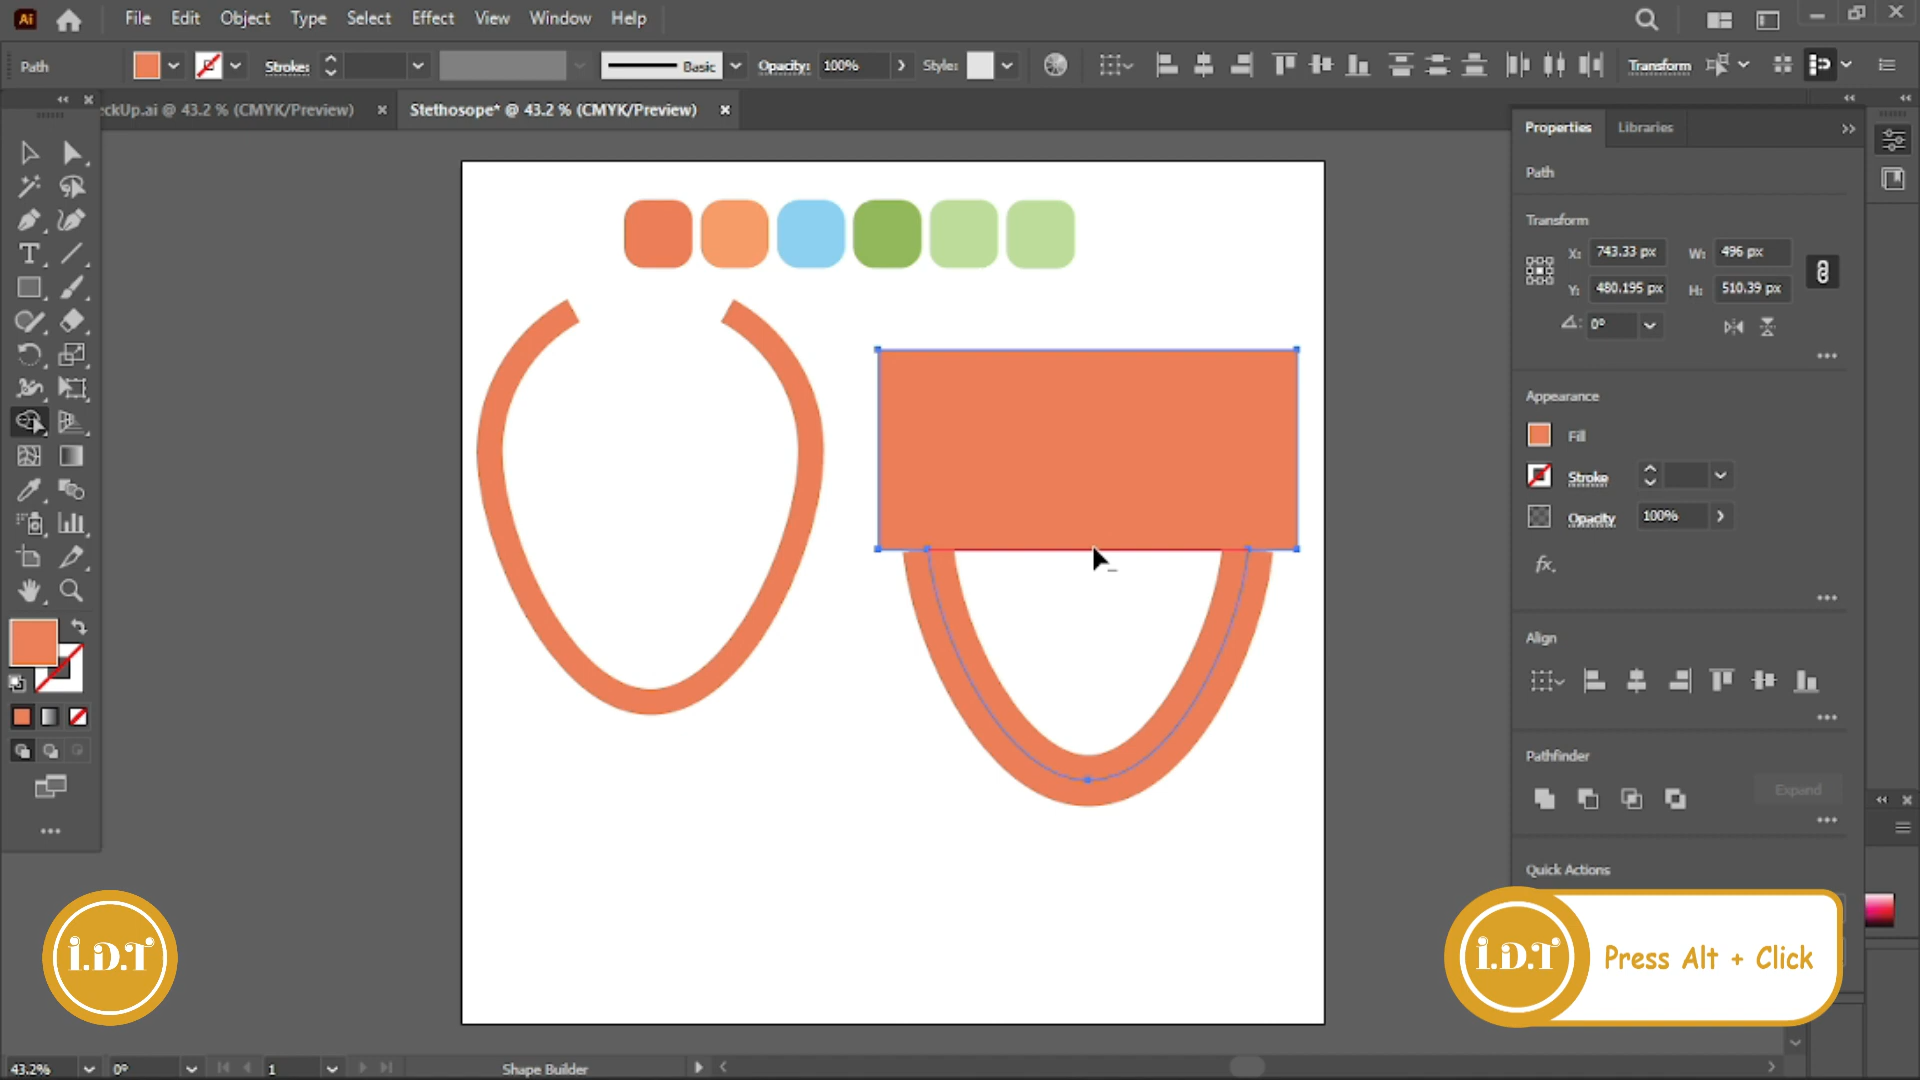 Ai File Edit Object Type Select Effect View Window Help
Path Stroke: Basic Opacity: 100% Style: Transform
ckUp.ai @ 43.2 % (CMYK/Preview) × Stethosope* @ 43.2 % (CMYK/Preview) ×
Properties Libraries
Path
Transform
X: 743.33 px W: 496 px
Y: 480.195 px H: 510.39 px
0°
Appearance
Fill
Stroke
Opacity 100%
fx.
Align
Pathfinder
Expand
Quick Actions
I.D.T
I.D.T Press Alt + Click
43.2% 0° 1 Shape Builder